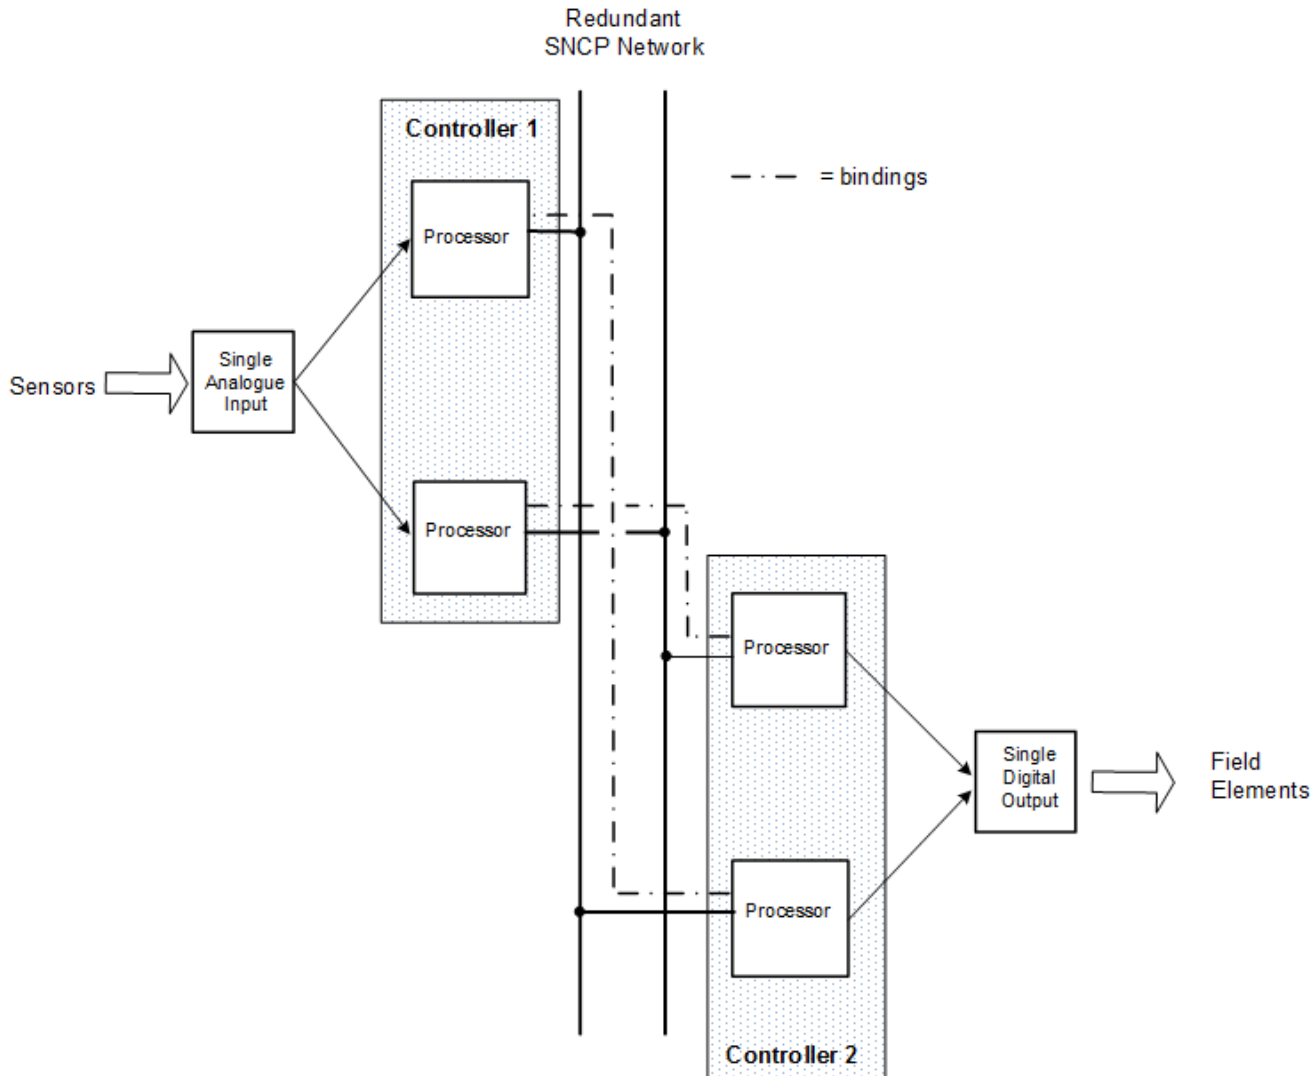 Redundant
SNCP Network
Controller 1
= bindings
Processor
Single
Analogue
Input
Sensors
Processor
Processor
Single
Digital
Output
Field
Elements
Processor
Controller 2